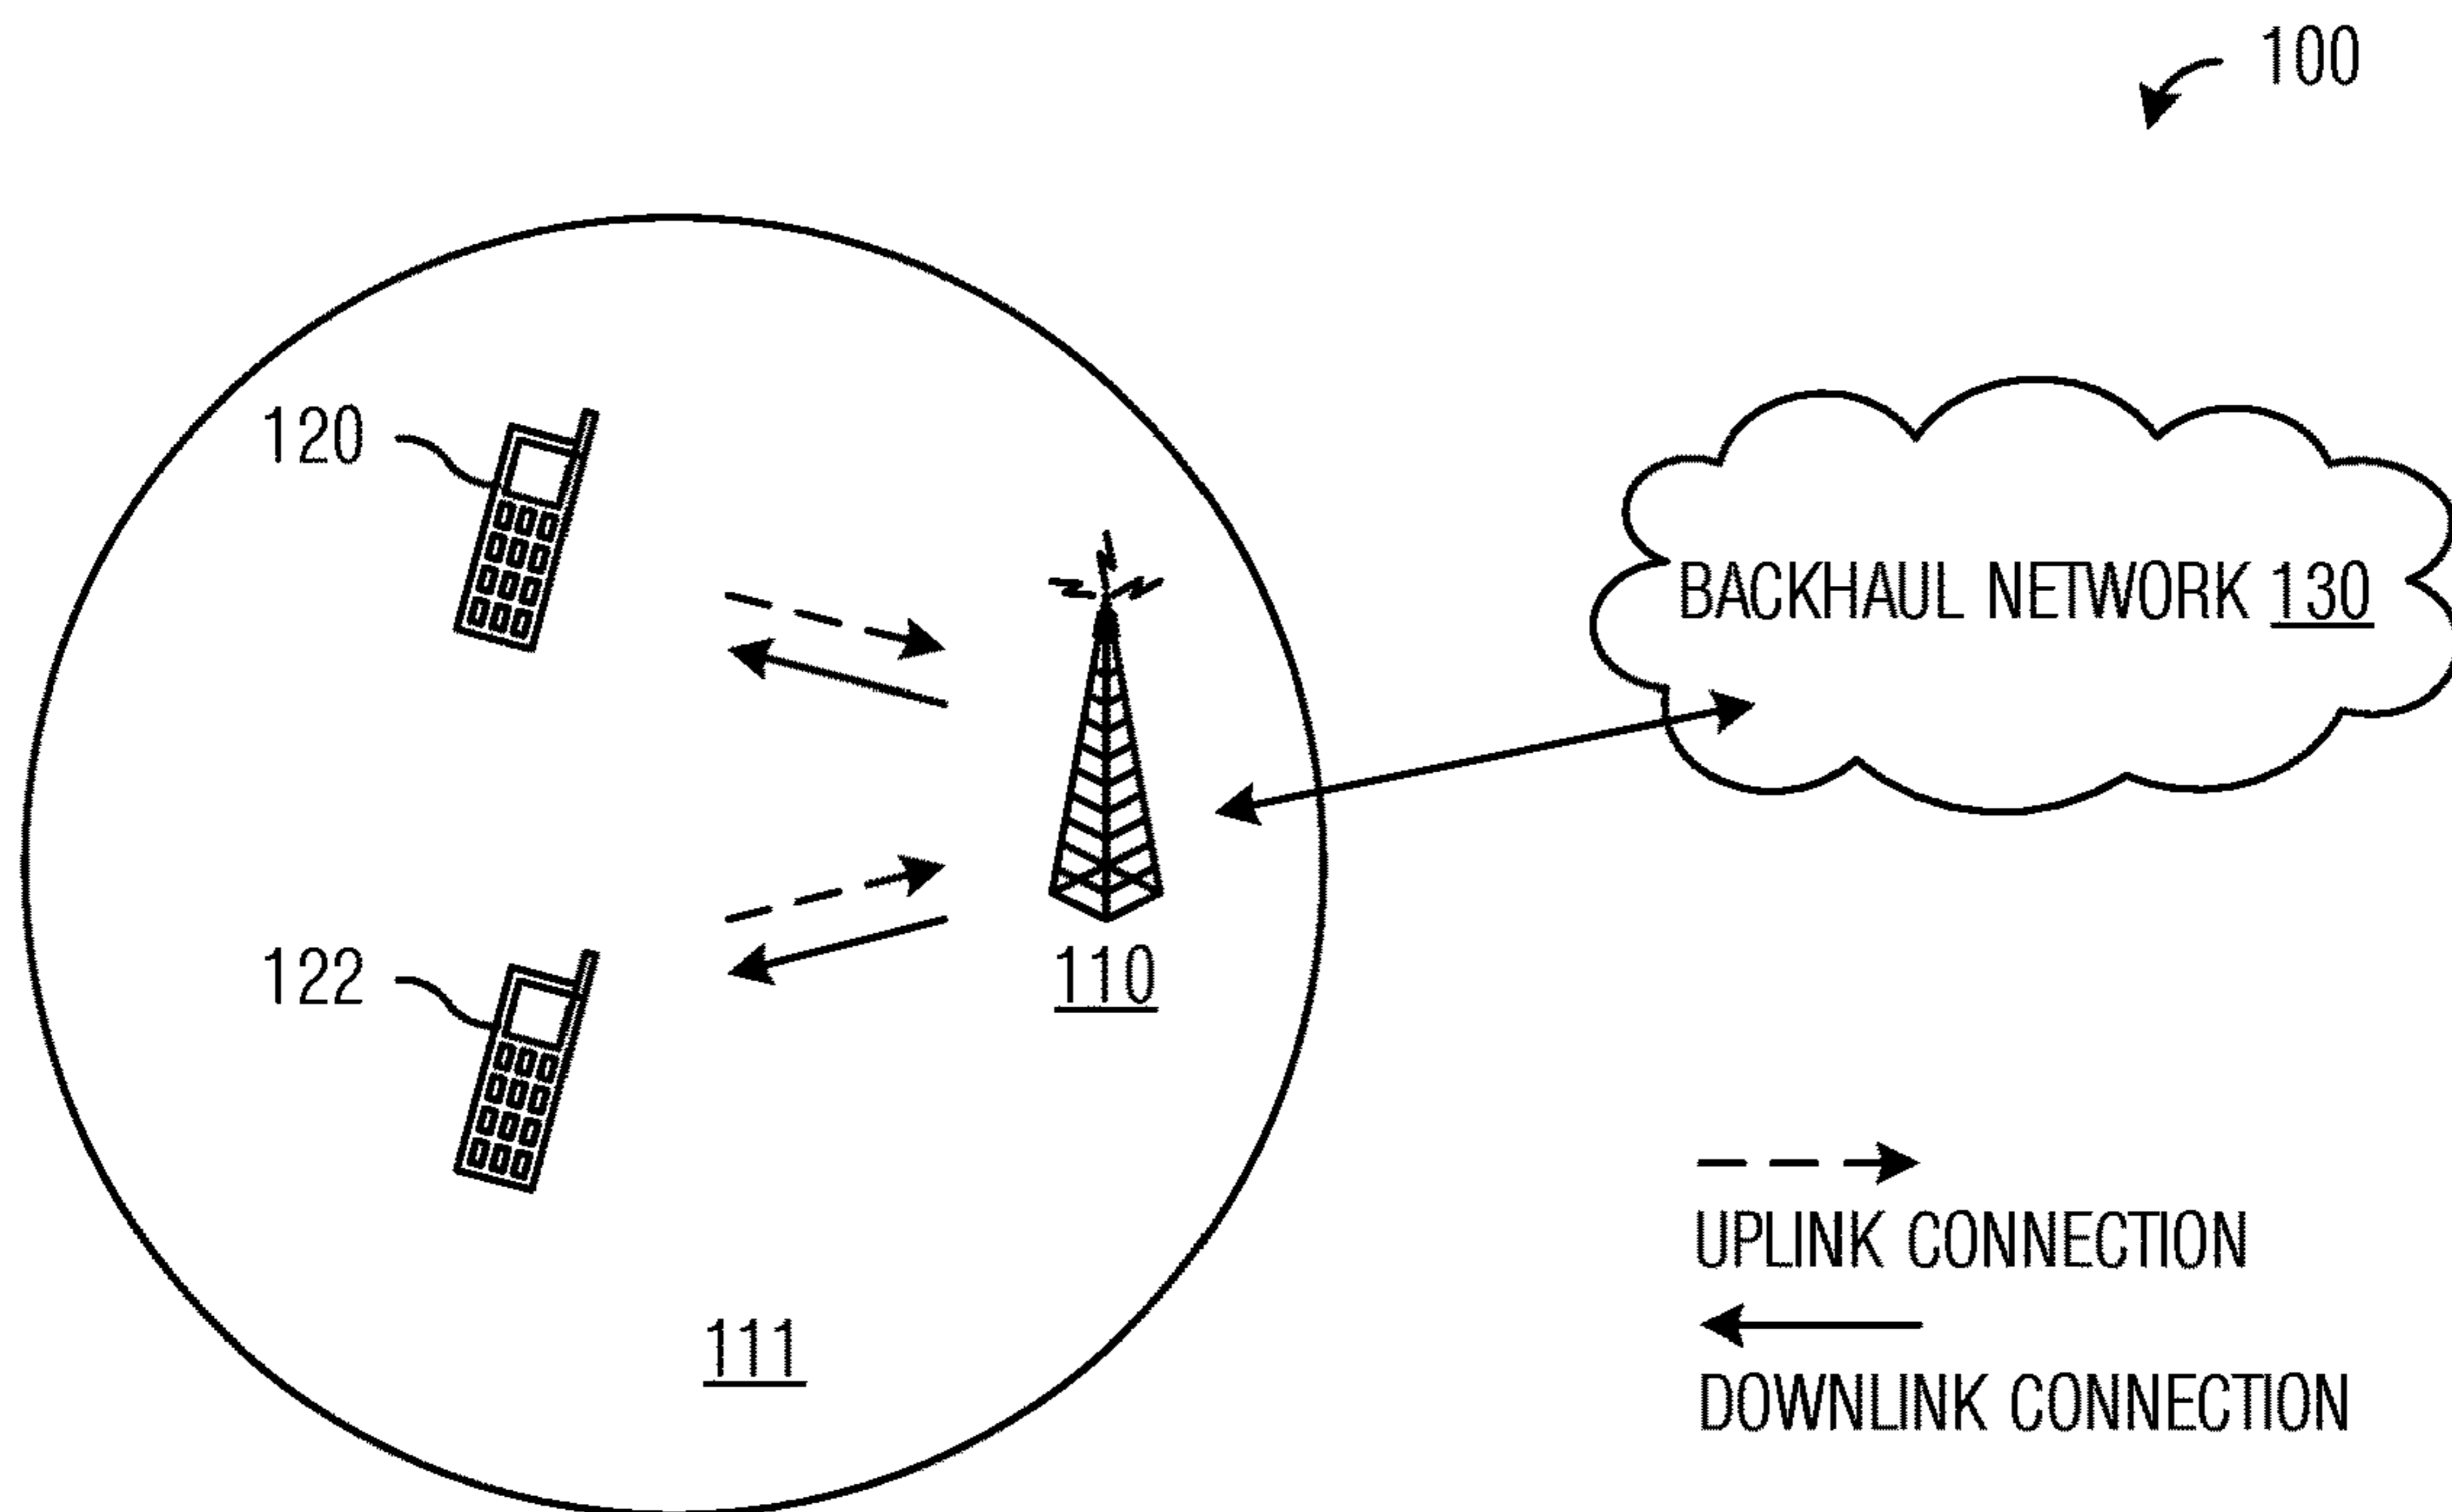 100
120
BACKHAUL NETWORK 130
122
110
UPLINK CONNECTION
111
DOWNLINK CONNECTION